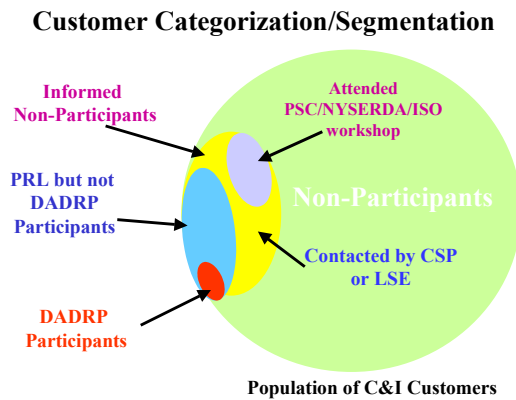 Customer Categorization/Segmentation
Informed
Non-Participants
Attended
PSC/NYSERDA/ISO
workshop
PRL but not
DADRP
Participants
Non-Participants
Contacted by CSP
or LSE
DADRP
Participants
Population of C&I Customers